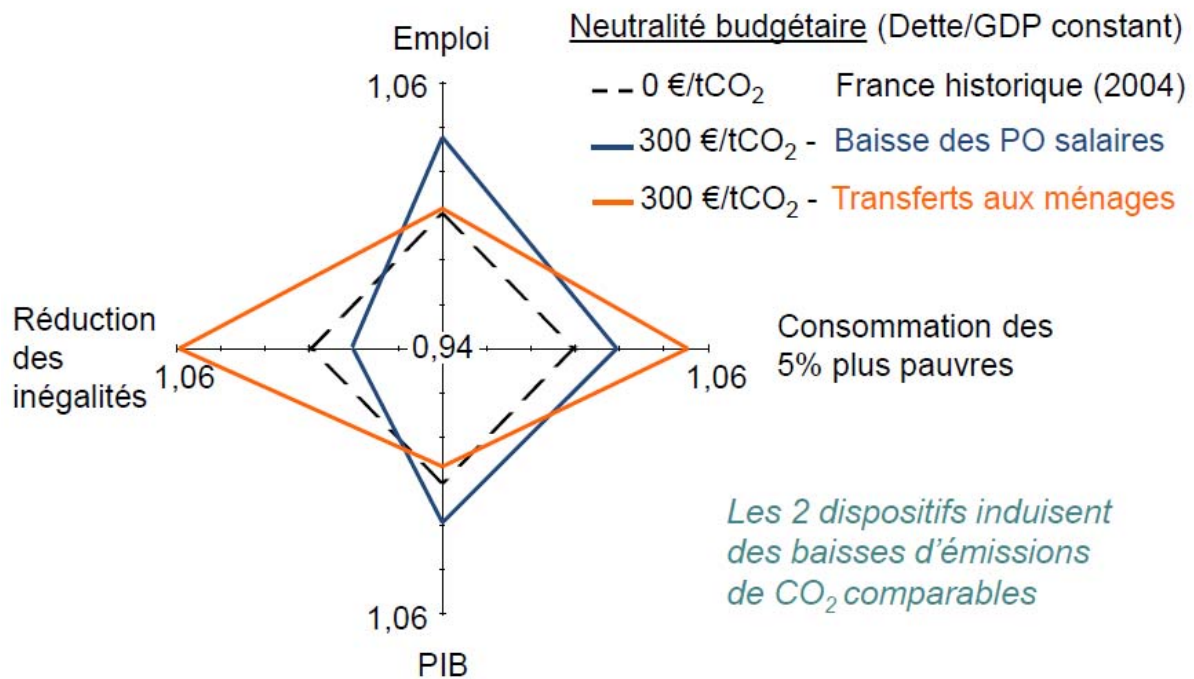 Neutralité budgétaire (Dette/GDP constant)
Emploi
1,06
0 €/tCO₂ France historique (2004)
300 €/tCO₂ - Baisse des PO salaires
300 €/tCO₂ - Transferts aux ménages
Réduction
des
inégalités
1,06
0,94
1,06
Consommation des
5% plus pauvres
Les 2 dispositifs induisent
des baisses d’émissions
de CO₂ comparables
1,06
PIB